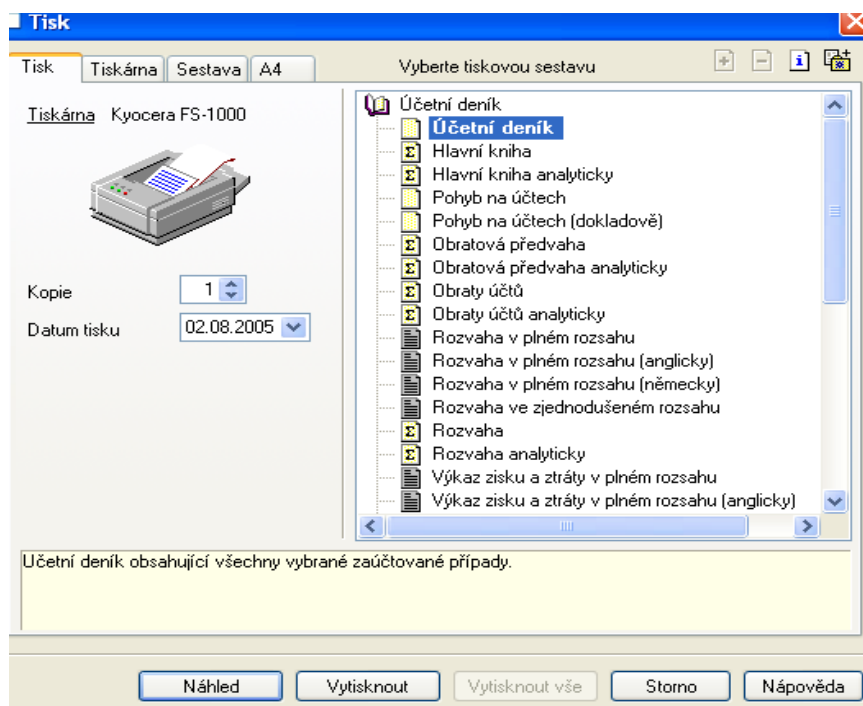 Tisk
Tisk Tiskárna Sestava A4 Vyberte tiskovou sestavu
Tiskárna Kyocera FS-1000
Kopie 1
Datum tisku 02.08.2005
Účetní deník
Účetní deník
Hlavní kniha
Hlavní kniha analyticky
Pohyb na účtech
Pohyb na účtech (dokladově)
Obratová předvaha
Obratová předvaha analyticky
Obraty účtů
Obraty účtů analyticky
Rozvaha v plném rozsahu
Rozvaha v plném rozsahu (anglicky)
Rozvaha v plném rozsahu (německy)
Rozvaha ve zjednodušeném rozsahu
Rozvaha
Rozvaha analyticky
Výkaz zisku a ztráty v plném rozsahu
Výkaz zisku a ztráty v plném rozsahu (anglicky)
Učetní deník obsahující všechny vybrané zaúčtované případy.
Náhled Vytisknout Vytisknout vše Storno Nápověda